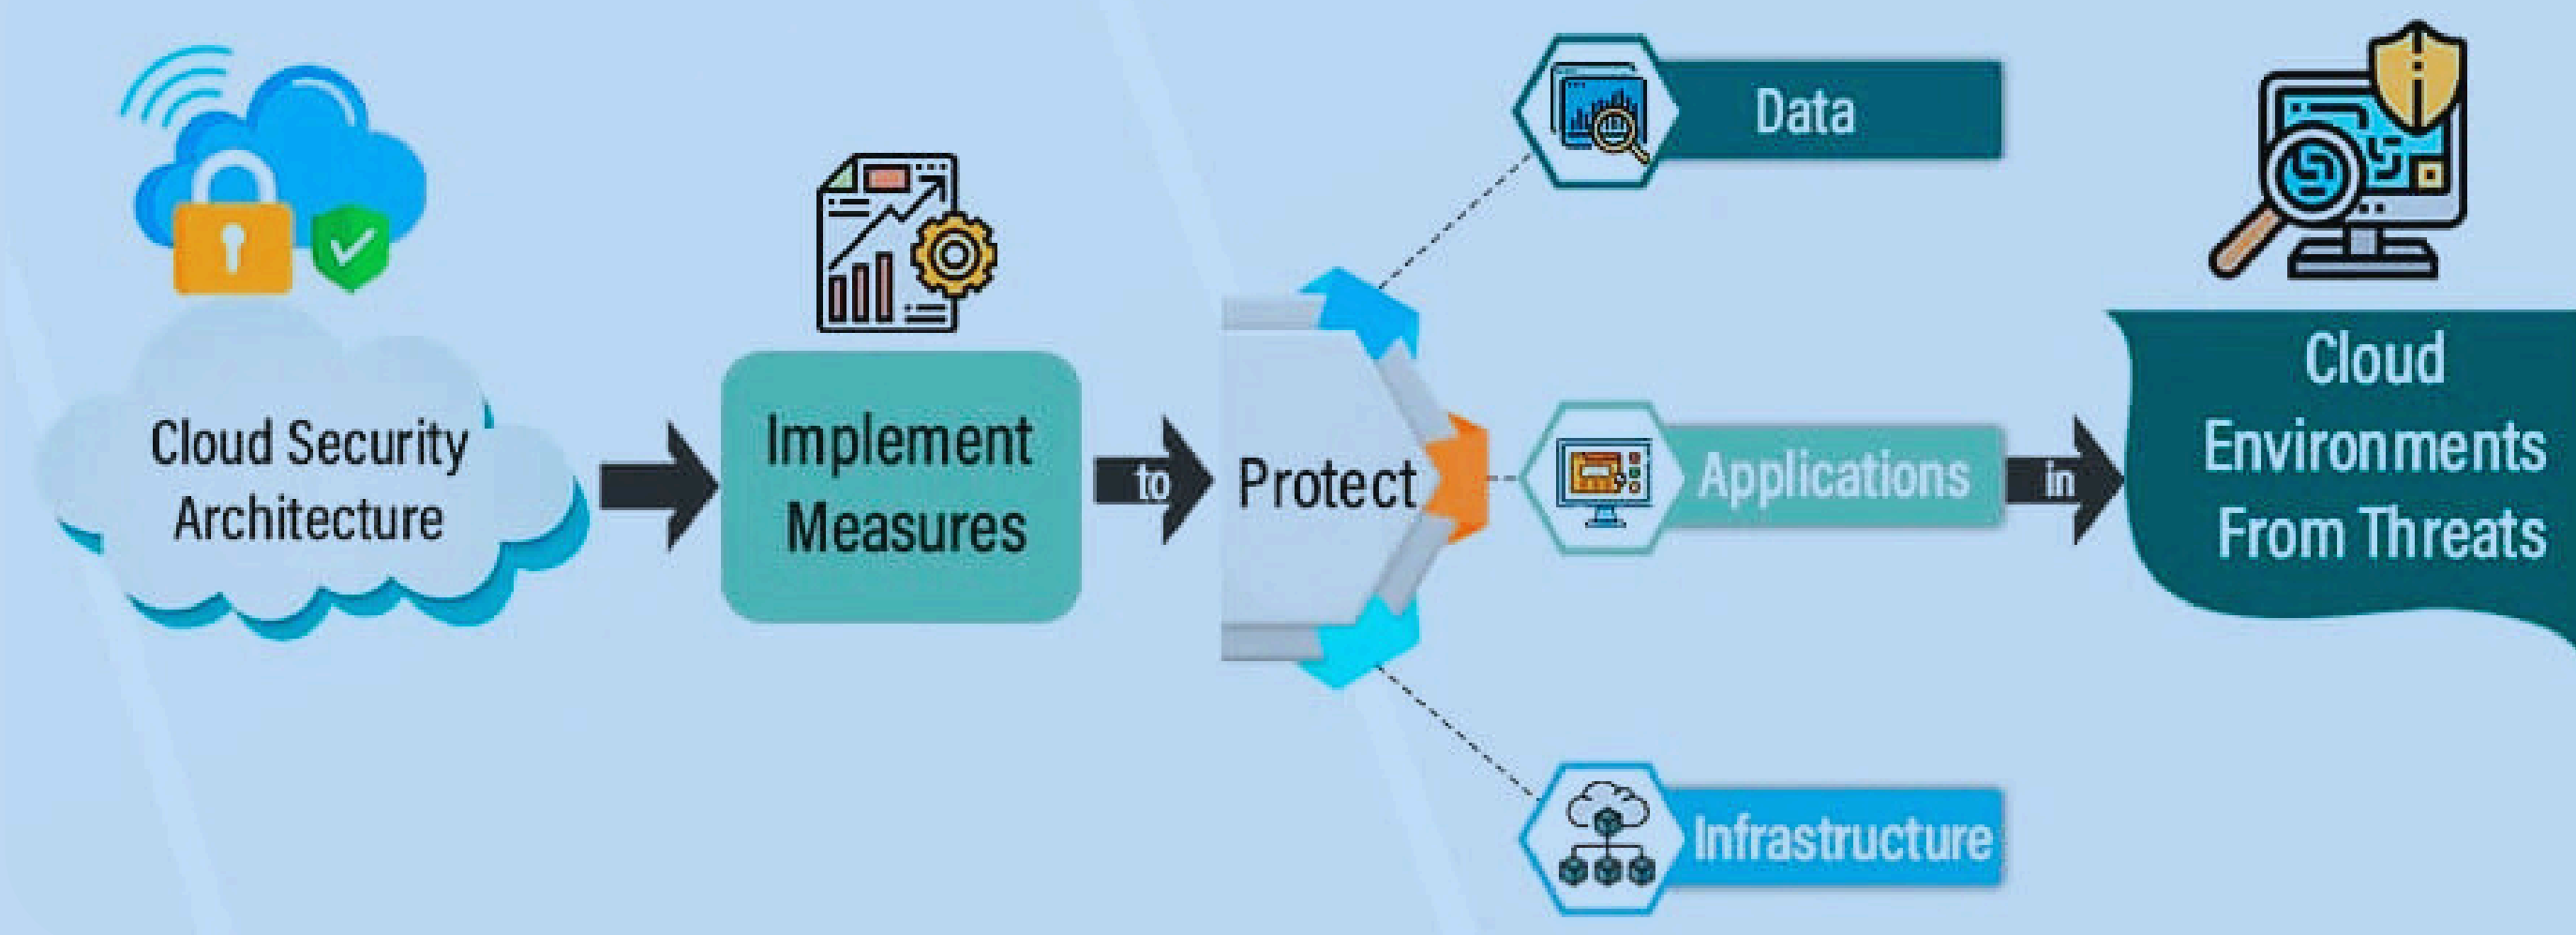 Cloud Security
Architecture
Implement
Measures
to
Protect
Data
Applications
Infrastructure
in
Cloud
Environments
From Threats